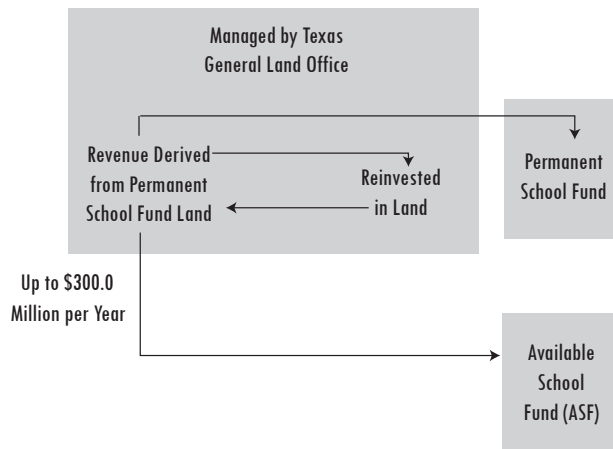 Managed by Texas
General Land Office
Revenue Derived
from Permanent
School Fund Land
Reinvested
in Land
Permanent
School Fund
Up to $300.0
Million per Year
Available
School
Fund (ASF)